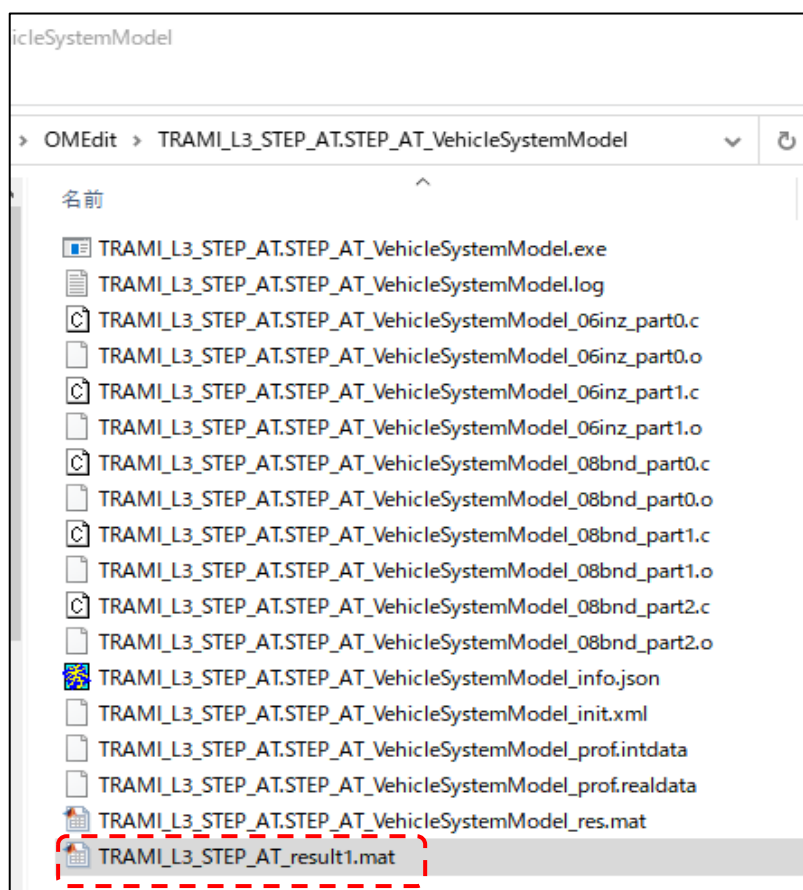 icleSystemModel
› OMEdit › TRAMI_L3_STEP_AT.STEP_AT_VehicleSystemModel
名前
TRAMI_L3_STEP_AT.STEP_AT_VehicleSystemModel.exe
TRAMI_L3_STEP_AT.STEP_AT_VehicleSystemModel.log
TRAMI_L3_STEP_AT.STEP_AT_VehicleSystemModel_06inz_part0.c
TRAMI_L3_STEP_AT.STEP_AT_VehicleSystemModel_06inz_part0.o
TRAMI_L3_STEP_AT.STEP_AT_VehicleSystemModel_06inz_part1.c
TRAMI_L3_STEP_AT.STEP_AT_VehicleSystemModel_06inz_part1.o
TRAMI_L3_STEP_AT.STEP_AT_VehicleSystemModel_08bnd_part0.c
TRAMI_L3_STEP_AT.STEP_AT_VehicleSystemModel_08bnd_part0.o
TRAMI_L3_STEP_AT.STEP_AT_VehicleSystemModel_08bnd_part1.c
TRAMI_L3_STEP_AT.STEP_AT_VehicleSystemModel_08bnd_part1.o
TRAMI_L3_STEP_AT.STEP_AT_VehicleSystemModel_08bnd_part2.c
TRAMI_L3_STEP_AT.STEP_AT_VehicleSystemModel_08bnd_part2.o
TRAMI_L3_STEP_AT.STEP_AT_VehicleSystemModel_info.json
TRAMI_L3_STEP_AT.STEP_AT_VehicleSystemModel_init.xml
TRAMI_L3_STEP_AT.STEP_AT_VehicleSystemModel_prof.intdata
TRAMI_L3_STEP_AT.STEP_AT_VehicleSystemModel_prof.realdata
TRAMI_L3_STEP_AT.STEP_AT_VehicleSystemModel_res.mat
TRAMI_L3_STEP_AT_result1.mat